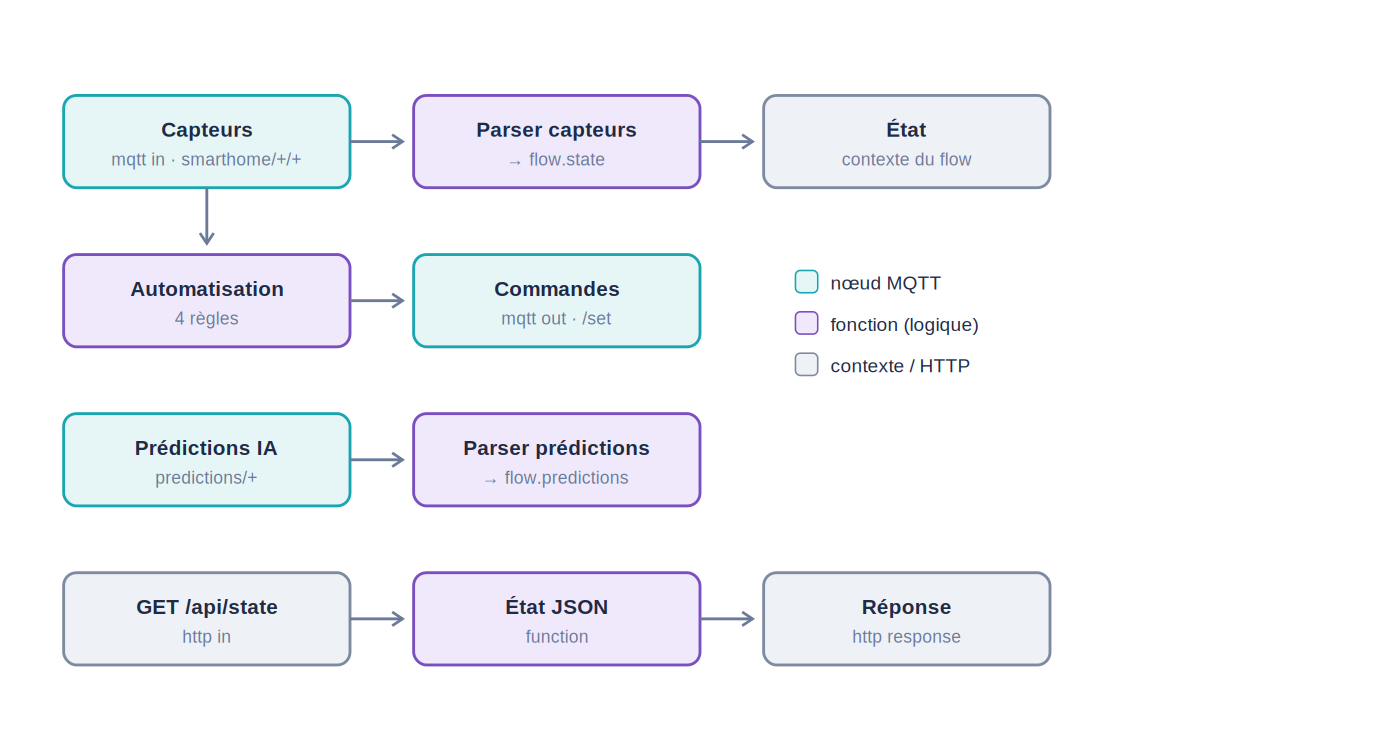 Capteurs
mqtt in · smarthome/+/+
Parser capteurs
→ flow.state
État
contexte du flow
Automatisation
4 règles
Commandes
mqtt out · /set
nœud MQTT
fonction (logique)
contexte / HTTP
Prédictions IA
predictions/+
Parser prédictions
→ flow.predictions
GET /api/state
http in
État JSON
function
Réponse
http response